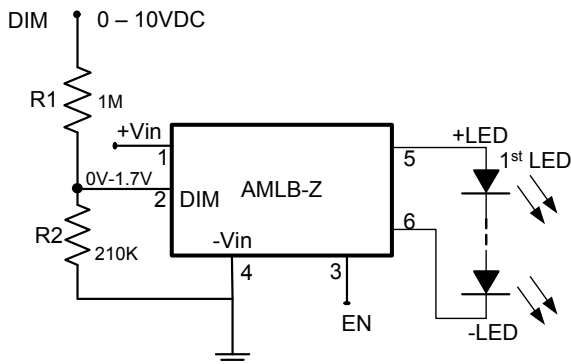 DIM 0 – 10VDC
R1 1M
+Vin
1
0V-1.7V
2
DIM
AMLB-Z
-Vin
R2
210K
4
3
EN
5
+LED
1st LED
6
-LED